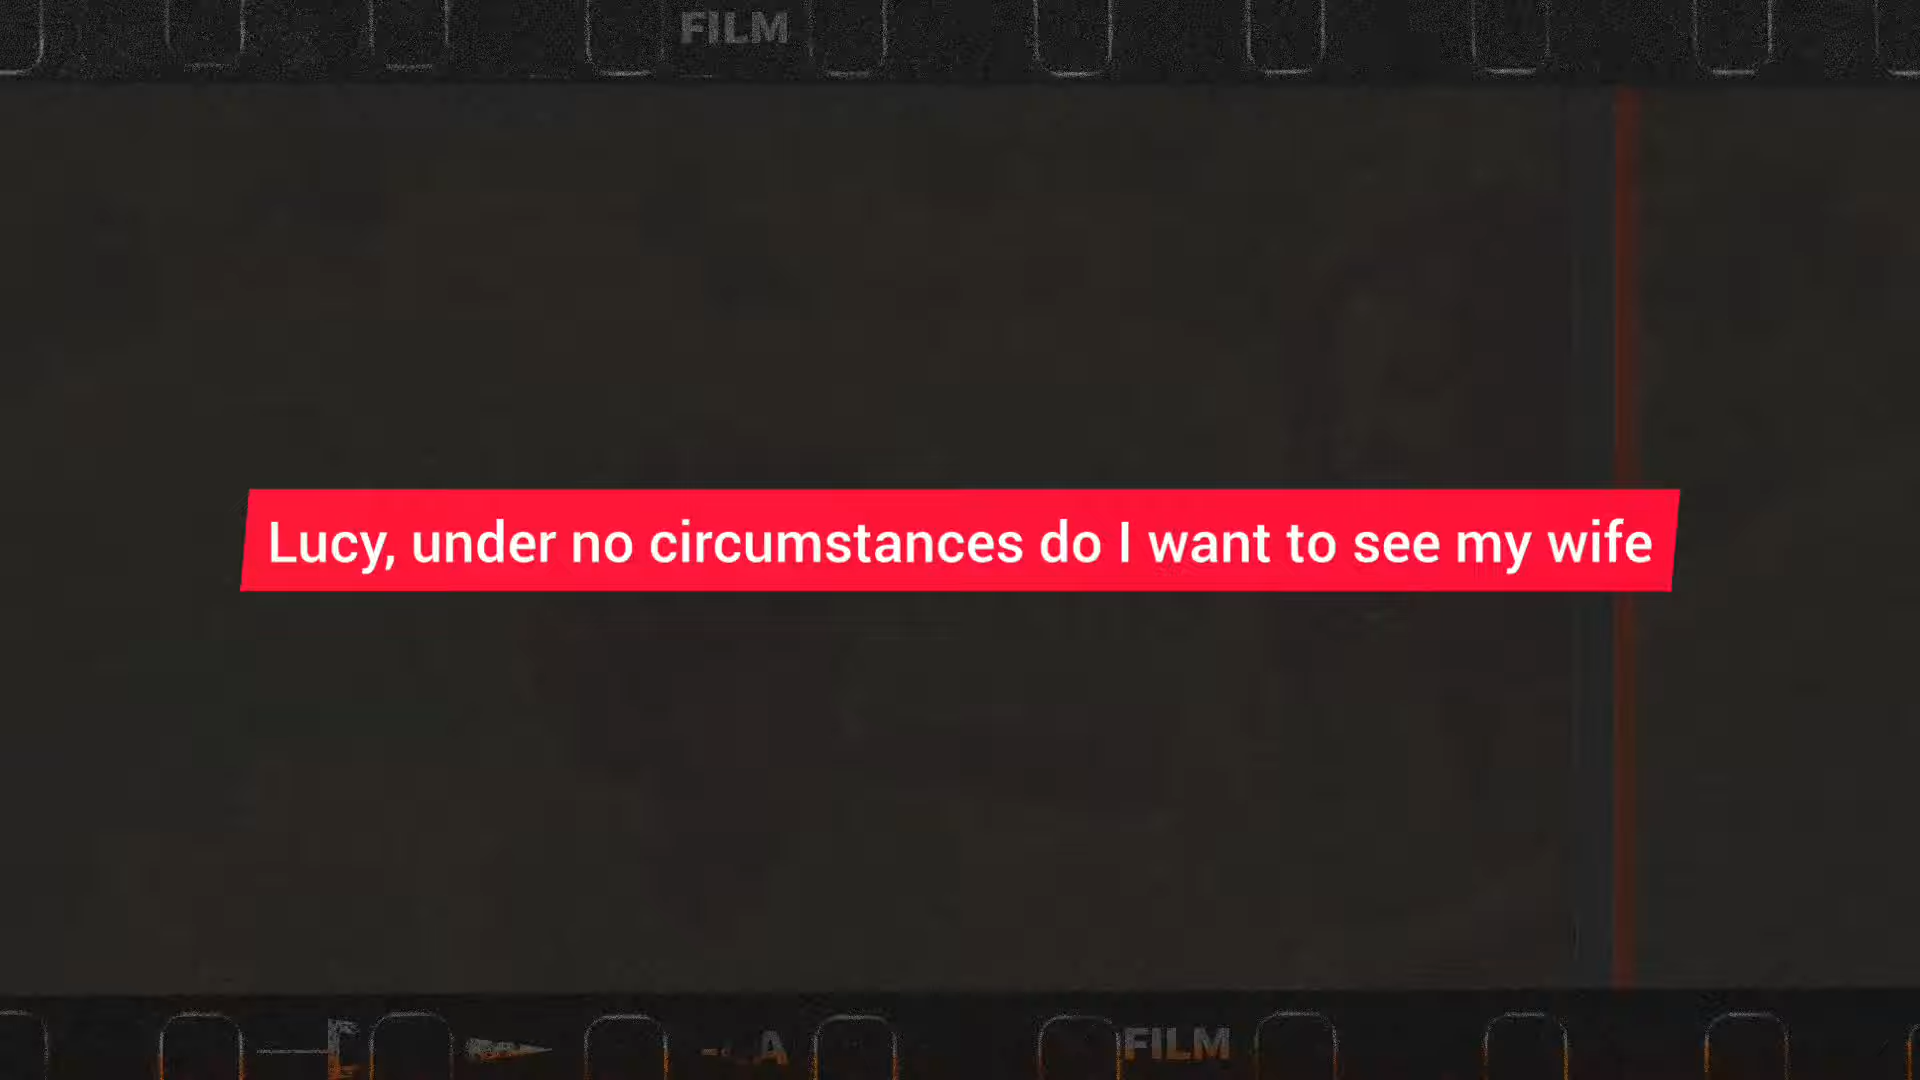 FILM
Lucy, under no circumstances do I want to see my wife
FILM